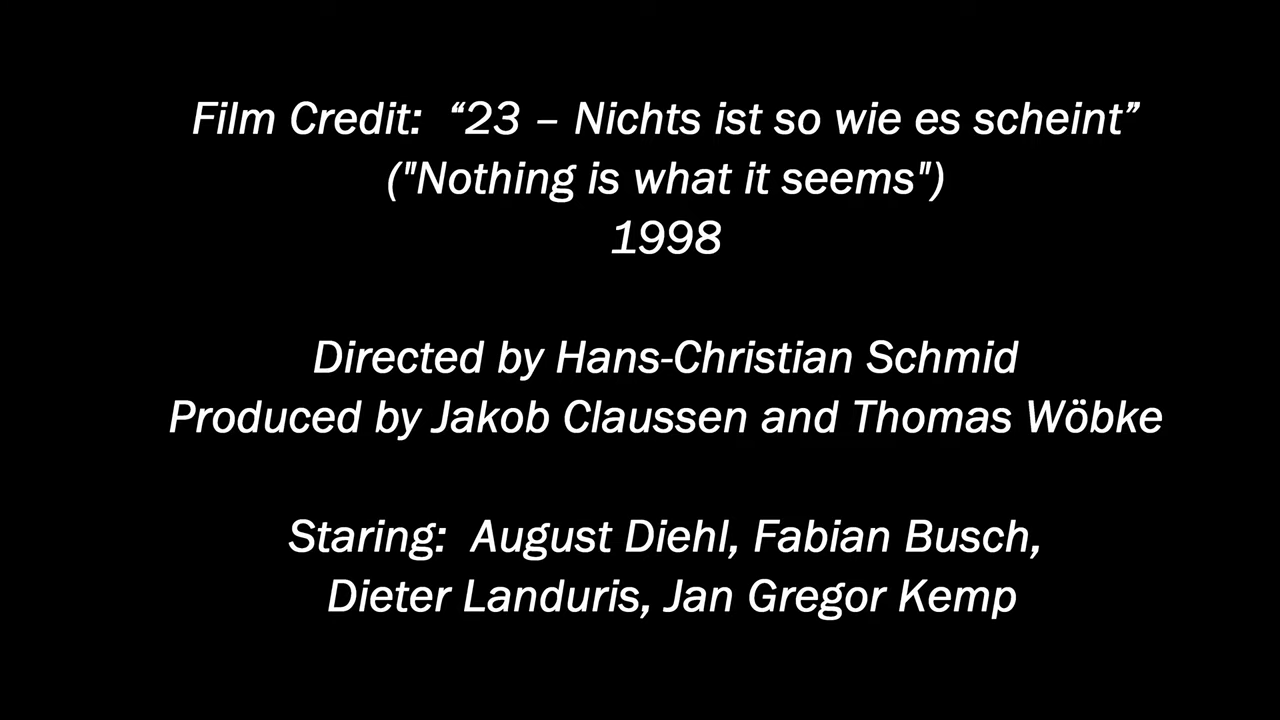 Film Credit:  “23 – Nichts ist so wie es scheint”
("Nothing is what it seems")
1998
Directed by Hans-Christian Schmid
Produced by Jakob Claussen and Thomas Wöbke
Staring:  August Diehl, Fabian Busch,
Dieter Landuris, Jan Gregor Kemp